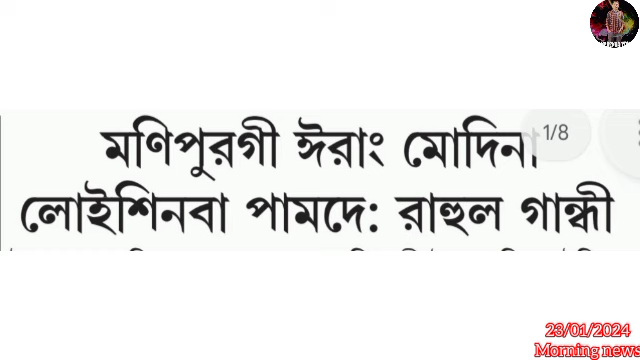 1/8
মণিপুরগী ঈরাং মোদিনা
লোইশিনবা পামদে: রাহুল গান্ধী
23/01/2024
Morning news